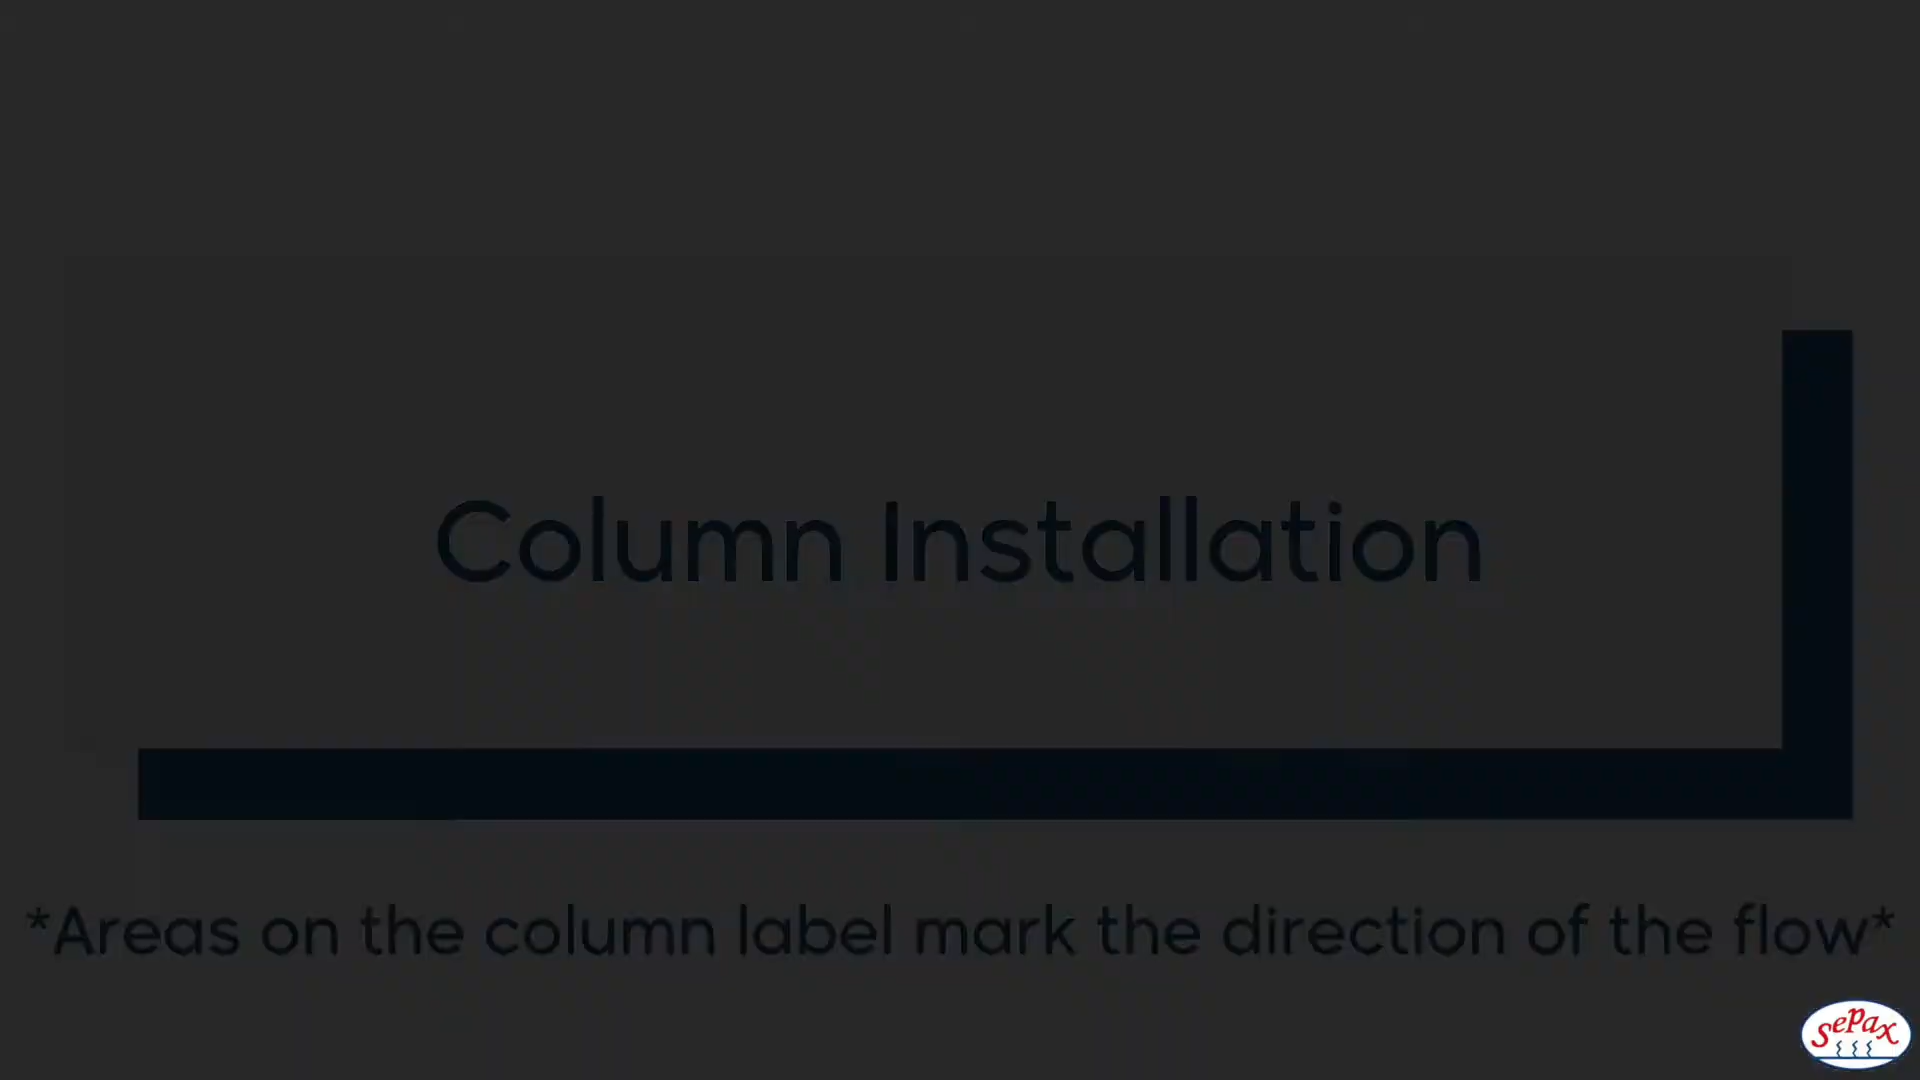 Column Installation
*Areas on the column label mark the direction of the flow*
Sepax